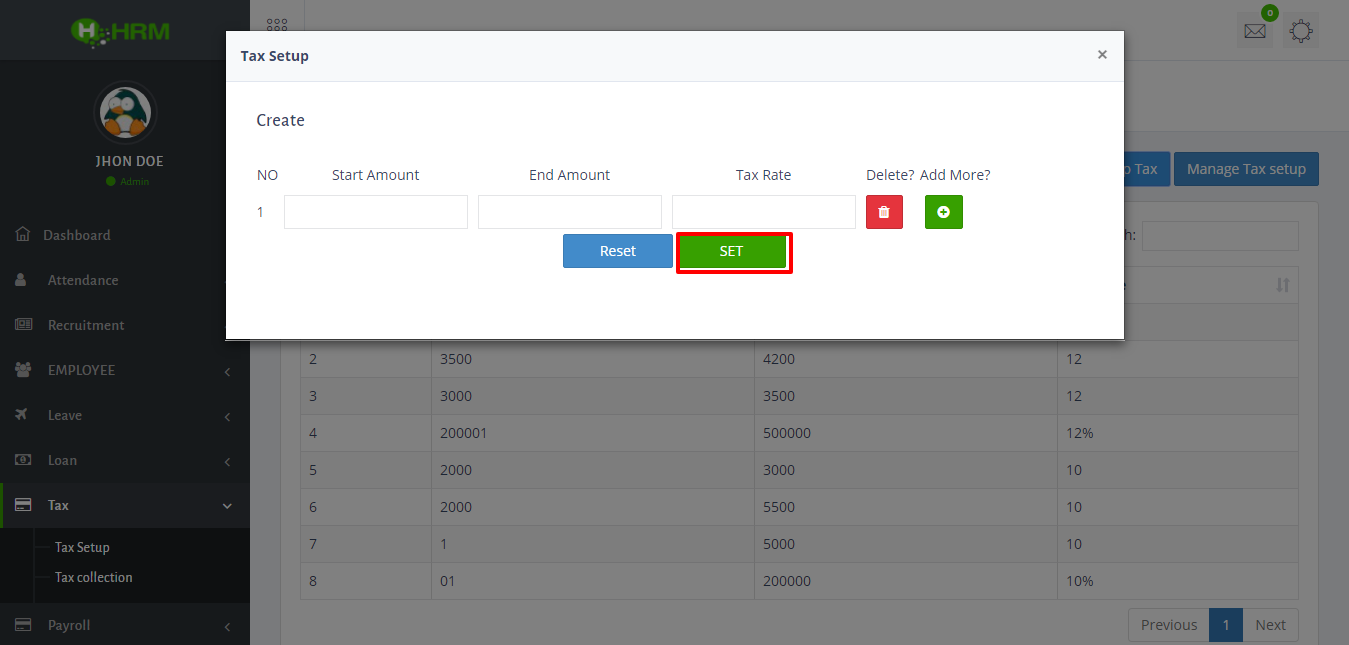 HRM
0
Tax Setup ×
JHON DOE
Admin
Create
Tax Manage Tax setup
NO Start Amount End Amount Tax Rate Delete? Add More?
1
Reset SET
h:
Dashboard
Attendance
Recruitment
EMPLOYEE
Leave
Loan
Tax
Tax Setup
Tax collection
Payroll
2 3500 4200 12
3 3000 3500 12
4 200001 500000 12%
5 2000 3000 10
6 2000 5500 10
7 1 5000 10
8 01 200000 10%
Previous 1 Next